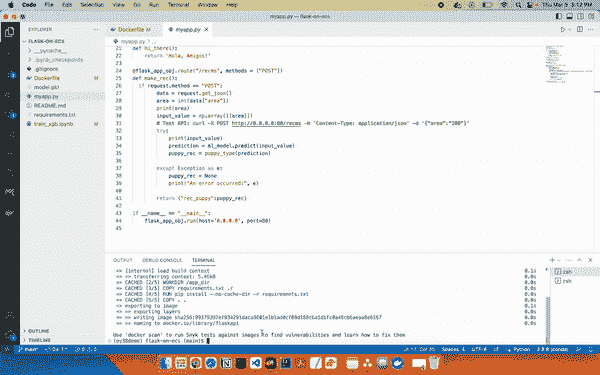 Code File Edit Selection View Go Run Terminal Window Help
Thu Mar 9 3:12 PM
myapp.py — flask-on-ecs
EXPLORER
FLASK-ON-ECS
__pycache__
.ipynb_checkpoints
.gitignore
Dockerfile M
model.pkl
myapp.py
README.md
requirements.txt
train_xgb.ipynb M
OUTLINE
TIMELINE
Dockerfile M
myapp.py
myapp.py > ...
21 def hi_there():
22 return 'Hola, Amigos!'
23
24 @flask_app_obj.route("/recms", methods = ["POST"])
25 def make_rec():
26 if request.method == "POST":
27 data = request.get_json()
28 area = int(data["area"])
29 print(area)
30 input_value = np.array([[area]])
31 # Test API: curl -X POST http://0.0.0.0:80/recms -H 'Content-Type: application/json' -d '{"area":"200"}'
32 try:
33 print(input_value)
34 prediction = ml_model.predict(input_value)
35 puppy_rec = puppy_type(prediction)
36
37 except Exception as e:
38 puppy_rec = None
39 print("An error occurred:", e)
40
41 return {"rec_puppy":puppy_rec}
42
43 if __name__ == "__main__":
44 flask_app_obj.run(host='0.0.0.0', port=80)
OUTPUT DEBUG CONSOLE TERMINAL
=> [internal] load build context 0.1s
=> => transferring context: 5.46kB 0.0s
=> CACHED [2/5] WORKDIR /app_dir 0.0s
=> CACHED [3/5] COPY requirements.txt ./ 0.0s
=> CACHED [4/5] RUN pip install --no-cache-dir -r requirements.txt 0.0s
=> CACHED [5/5] COPY . . 0.0s
=> exporting to image 0.1s
=> => exporting layers 0.0s
=> => writing image 0.0s
=> => naming to docker.io/library/flaskapi 0.0s
Use 'docker scan' to run Snyk tests against images to find vulnerabilities and learn how to fix them
(py38demo) flask-on-ecs (main)$
zsh
zsh
main*
Spaces: 4 UTF-8 LF Python